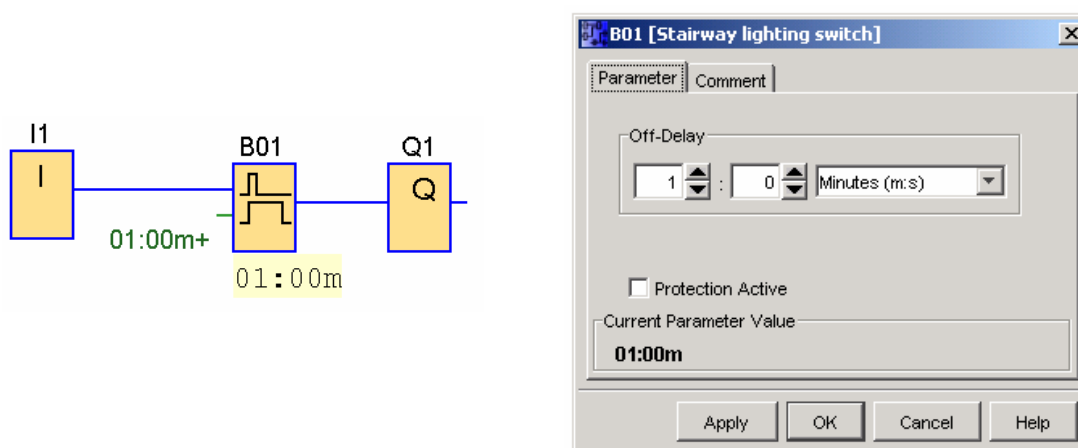 I1
I
B01
Q1
Q
01:00m+
01:00m
B01 [Stairway lighting switch]
Parameter
Comment
Off-Delay
1 : 0 Minutes (m:s)
Protection Active
Current Parameter Value
01:00m
Apply OK Cancel Help